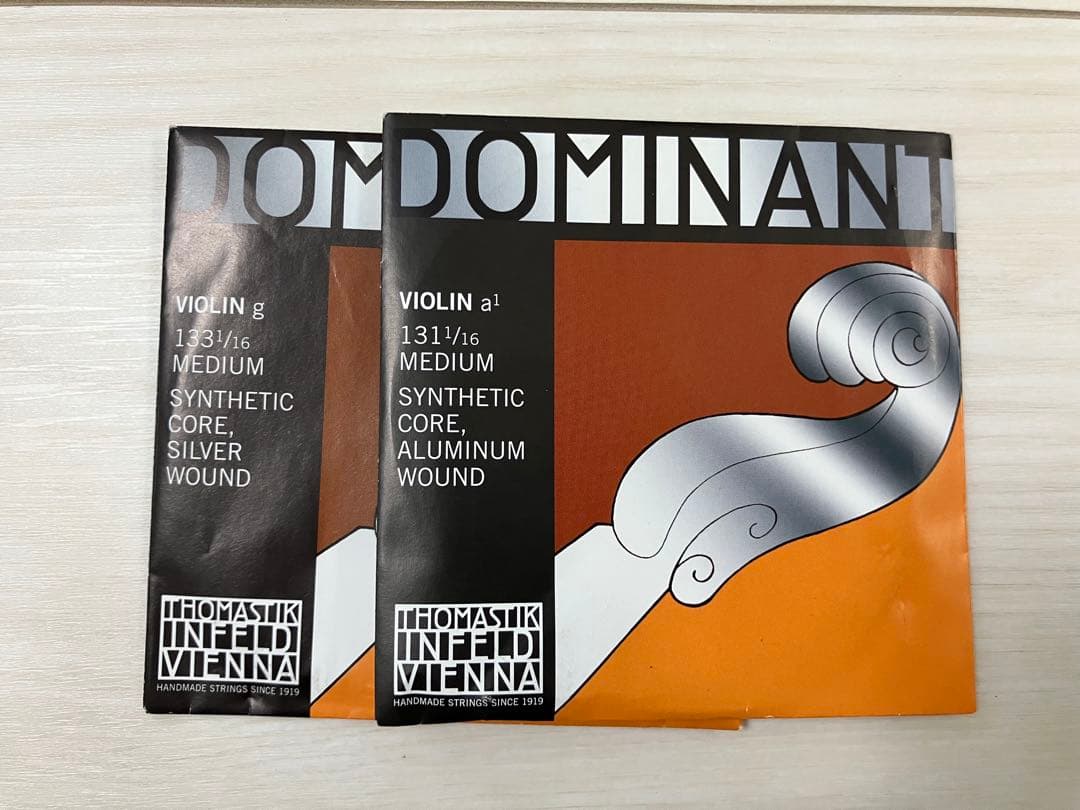 DOM
VIOLIN g
133 1/16
MEDIUM
SYNTHETIC
CORE,
SILVER
WOUND
THOMASTIK
INFELD
VIENNA
HANDMADE STRINGS SINCE 1919
DOMINANT
VIOLIN a¹
131 1/16
MEDIUM
SYNTHETIC
CORE,
ALUMINUM
WOUND
THOMASTIK
INFELD
VIENNA
HANDMADE STRINGS SINCE 1919